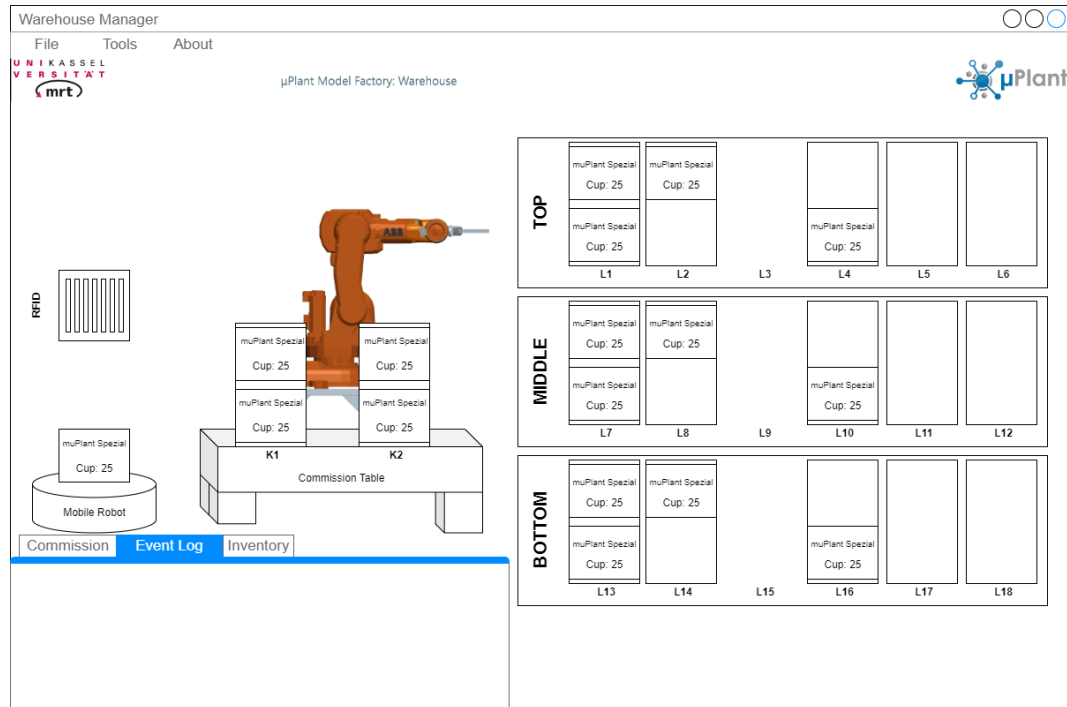 Warehouse Manager
File Tools About
UNIKASSEL
VERSITÄT
mrt
µPlant Model Factory: Warehouse
µPlant
TOP
muPlant Spezial
Cup: 25
muPlant Spezial
Cup: 25
muPlant Spezial
Cup: 25
muPlant Spezial
Cup: 25
L1 L2 L3 L4 L5 L6
ABB
RFID
MIDDLE
muPlant Spezial
Cup: 25
muPlant Spezial
Cup: 25
muPlant Spezial
Cup: 25
muPlant Spezial
Cup: 25
L7 L8 L9 L10 L11 L12
muPlant Spezial
Cup: 25
muPlant Spezial
Cup: 25
muPlant Spezial
Cup: 25
muPlant Spezial
Cup: 25
K1 K2
Commission Table
muPlant Spezial
Cup: 25
Mobile Robot
BOTTOM
muPlant Spezial
Cup: 25
muPlant Spezial
Cup: 25
muPlant Spezial
Cup: 25
muPlant Spezial
Cup: 25
L13 L14 L15 L16 L17 L18
Commission Event Log Inventory